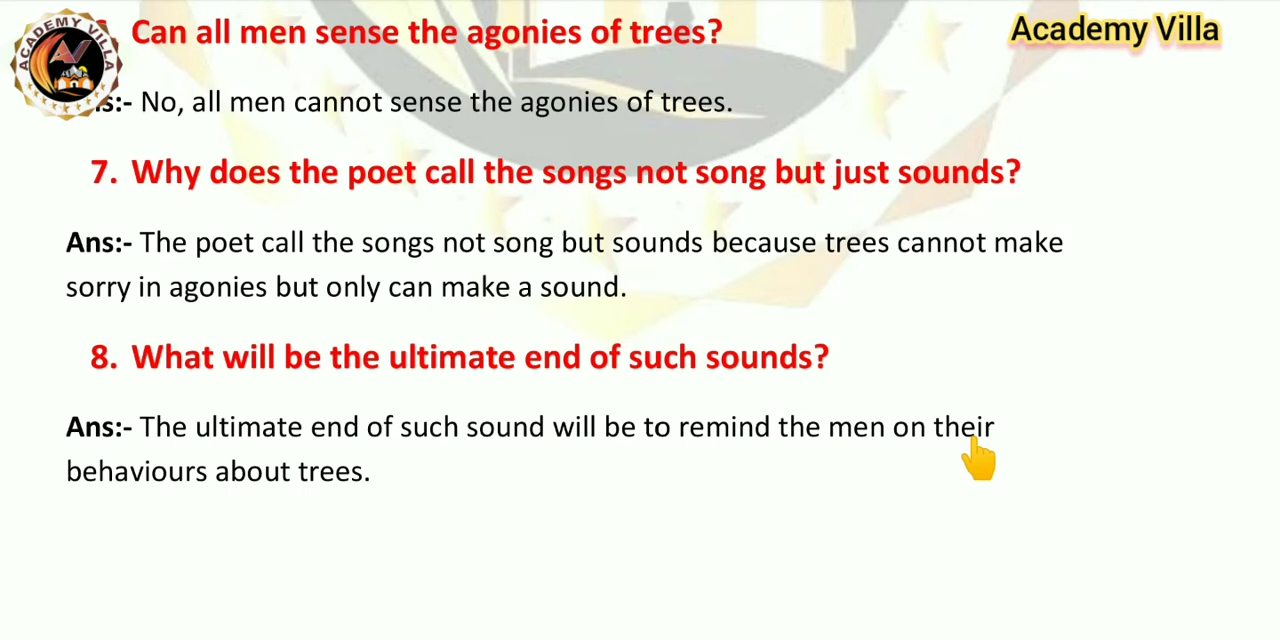 Academy Villa
ACADEMY VILLA
Can all men sense the agonies of trees?
s:- No, all men cannot sense the agonies of trees.
7. Why does the poet call the songs not song but just sounds?
Ans:- The poet call the songs not song but sounds because trees cannot make
sorry in agonies but only can make a sound.
8. What will be the ultimate end of such sounds?
Ans:- The ultimate end of such sound will be to remind the men on their
behaviours about trees.